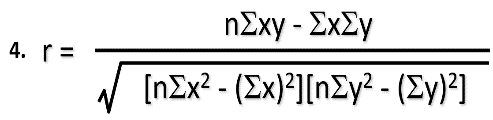 nΣxy - ΣxΣy
4. r =
√[nΣx² - (Σx)²][nΣy² - (Σy)²]